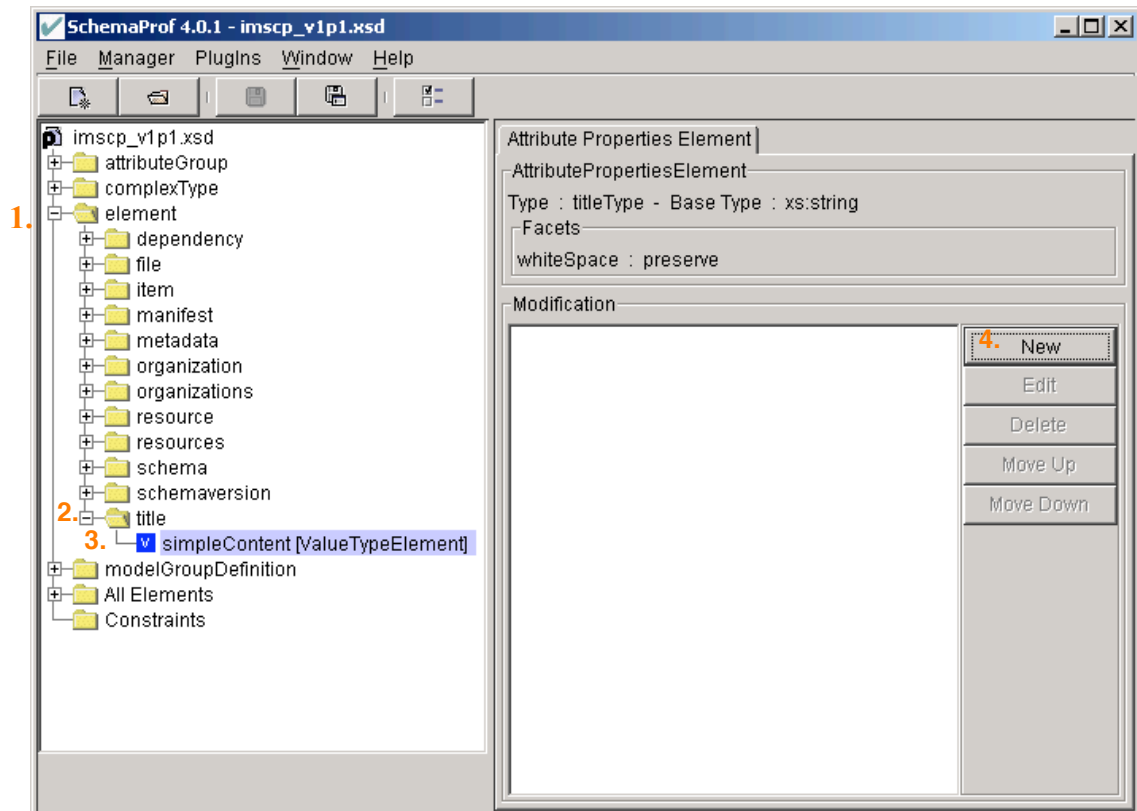 SchemaProf 4.0.1 - imscp_v1p1.xsd
File Manager PlugIns Window Help
imscp_v1p1.xsd
attributeGroup
complexType
1. element
dependency
file
item
manifest
metadata
organization
organizations
resource
resources
schema
schemaversion
2. title
3. V simpleContent [ValueTypeElement]
modelGroupDefinition
All Elements
Constraints
Attribute Properties Element
AttributePropertiesElement
Type : titleType - Base Type : xs:string
Facets
whiteSpace : preserve
Modification
4. New
Edit
Delete
Move Up
Move Down